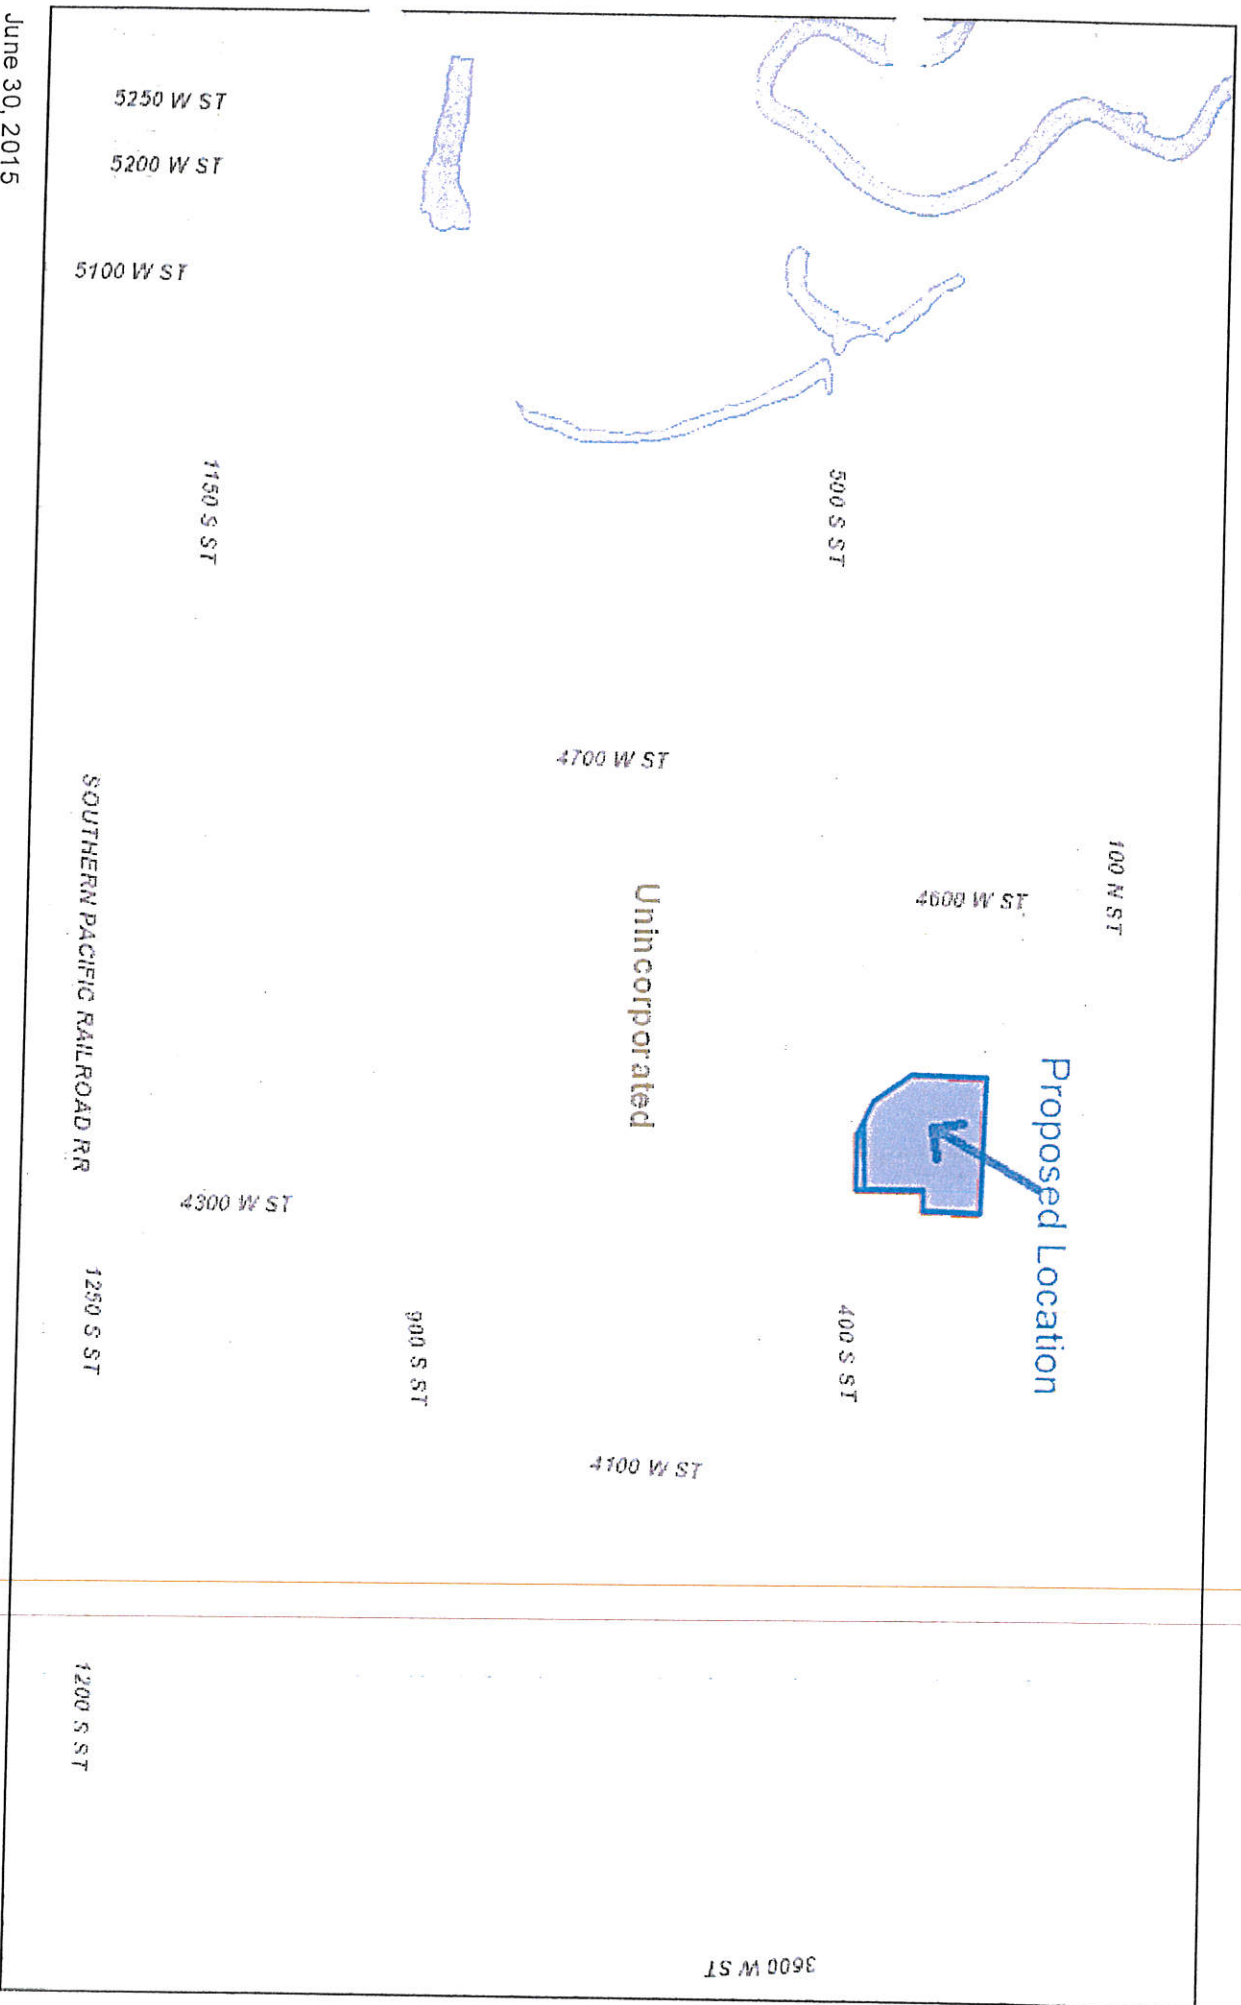 100 N ST
Proposed Location
4600 W ST
500 S ST
400 S ST
4700 W ST
Unincorporated
4100 W ST
3600 W ST
900 S ST
5250 W ST
5200 W ST
5100 W ST
1150 S ST
4300 W ST
SOUTHERN PACIFIC RAILROAD RR
1250 S ST
1200 S ST
June 30, 2015